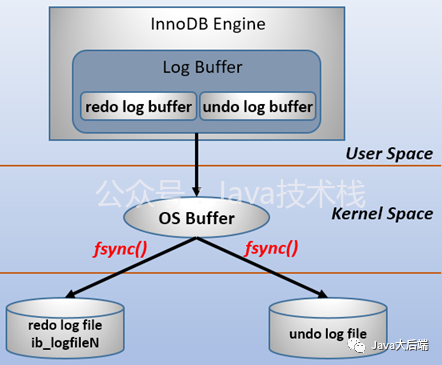 InnoDB Engine
Log Buffer
redo log buffer
undo log buffer
User Space
公众号：Java技术栈
OS Buffer
Kernel Space
fsync()
fsync()
redo log file
ib_logfileN
undo log file
Java大后端